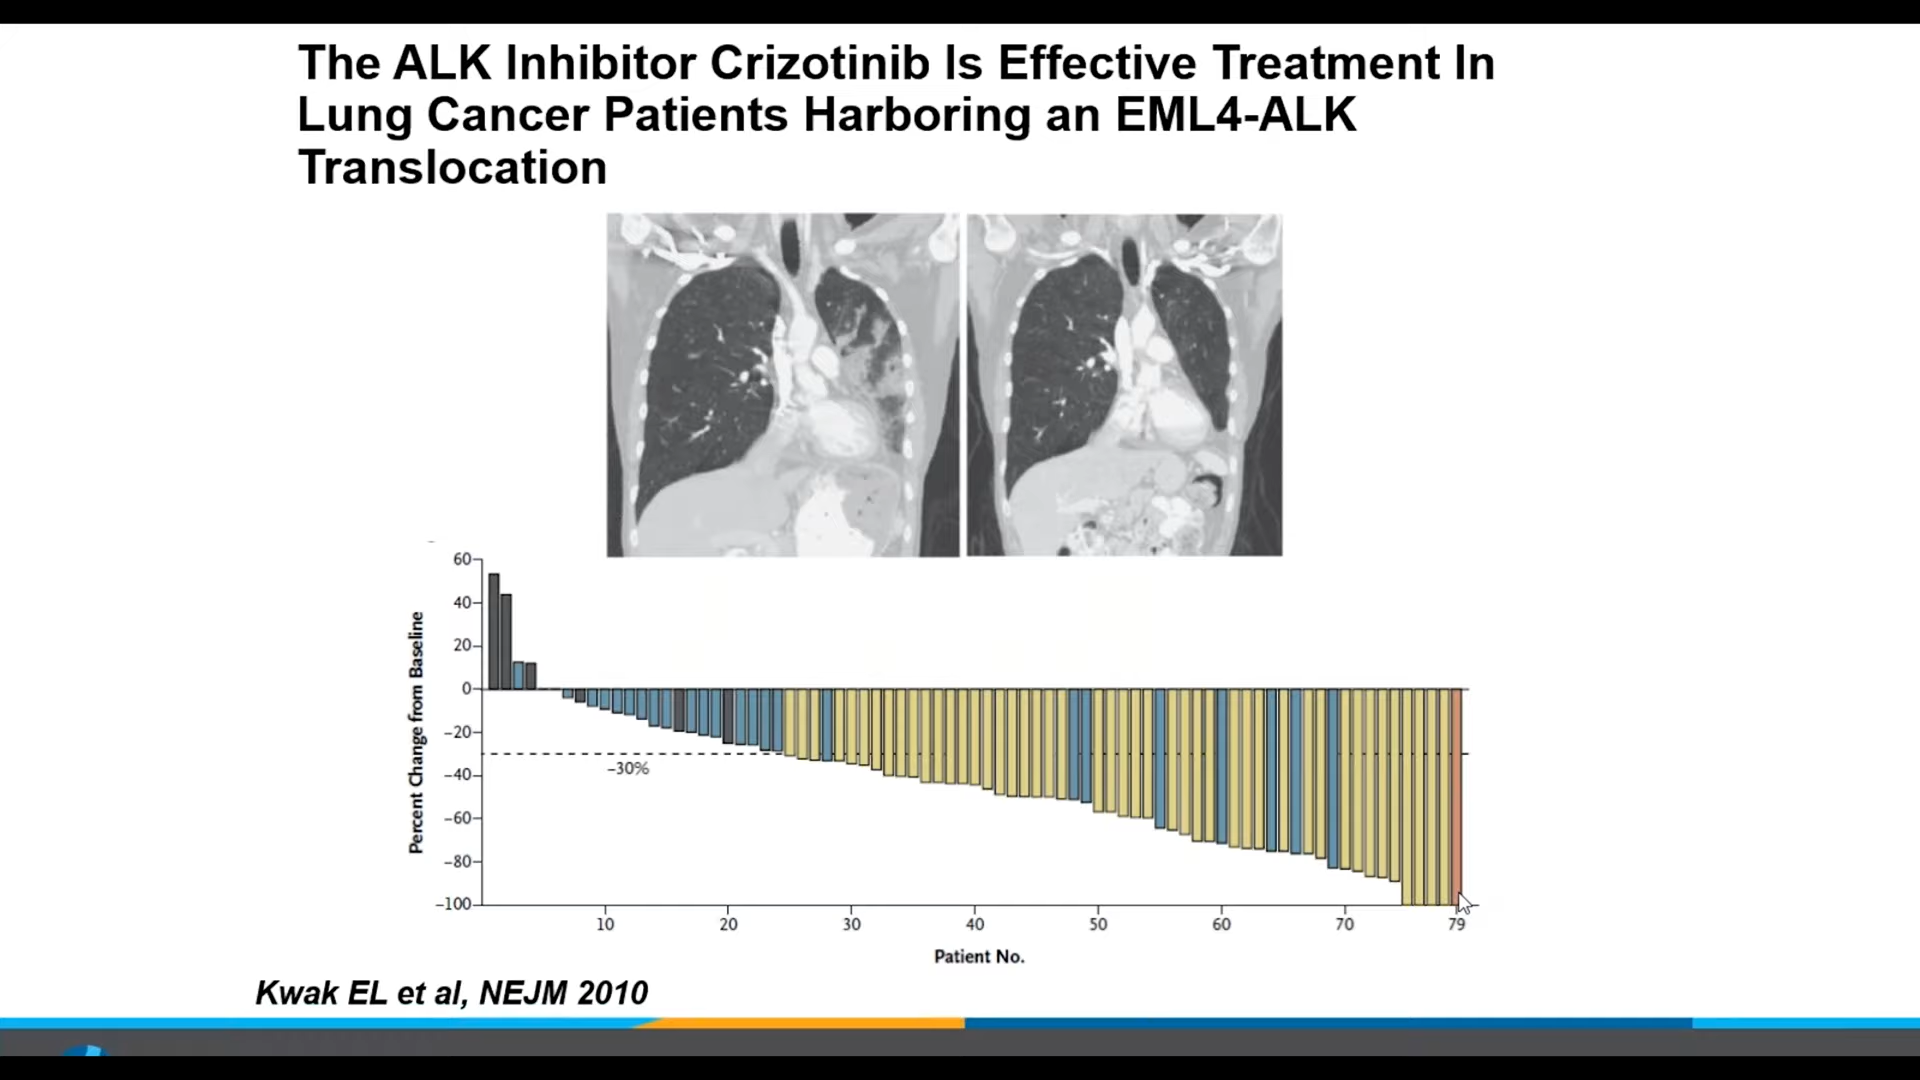 The ALK Inhibitor Crizotinib Is Effective Treatment In
Lung Cancer Patients Harboring an EML4-ALK
Translocation
60
40
20
0
−20
−40
−60
−80
−100
Percent Change from Baseline
−30%
10 20 30 40 50 60 70 79
Patient No.
Kwak EL et al, NEJM 2010